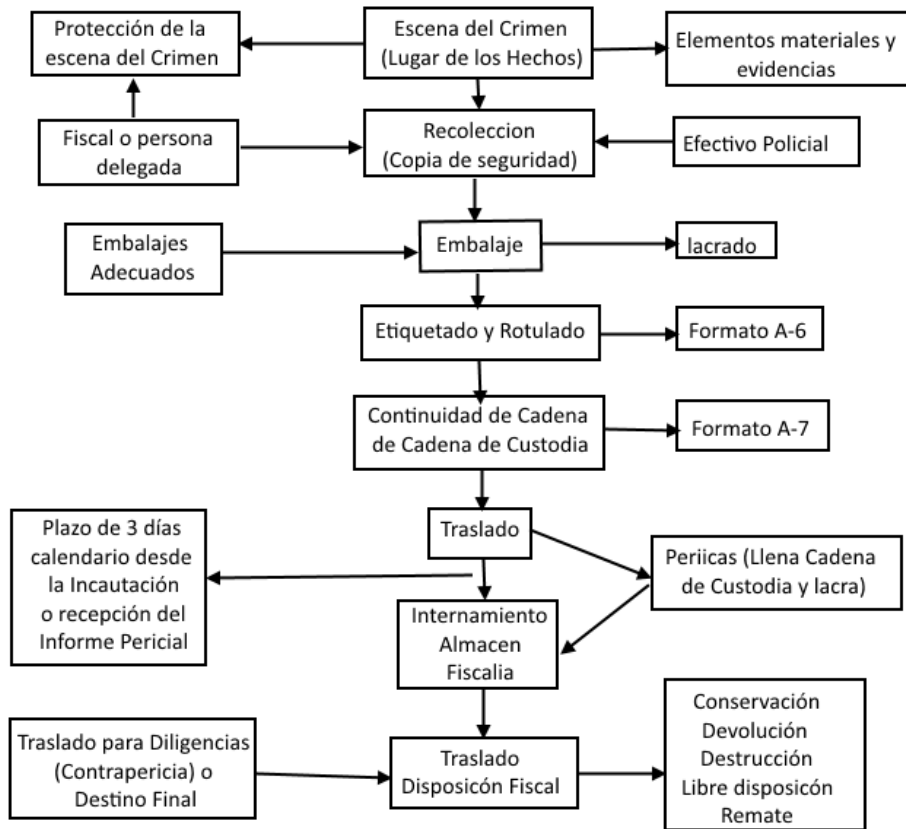 Protección de la
escena del Crimen
Escena del Crimen
(Lugar de los Hechos)
Elementos materiales y
evidencias
Fiscal o persona
delegada
Recoleccion
(Copia de seguridad)
Efectivo Policial
Embalajes
Adecuados
Embalaje
lacrado
Etiquetado y Rotulado
Formato A-6
Continuidad de Cadena
de Cadena de Custodia
Formato A-7
Traslado
Plazo de 3 días
calendario desde
la Incautación
o recepción del
Informe Pericial
Periicas (Llena Cadena
de Custodia y lacra)
Internamiento
Almacen
Fiscalia
Traslado para Diligencias
(Contrapericia) o
Destino Final
Traslado
Disposicón Fiscal
Conservación
Devolución
Destrucción
Libre disposicón
Remate